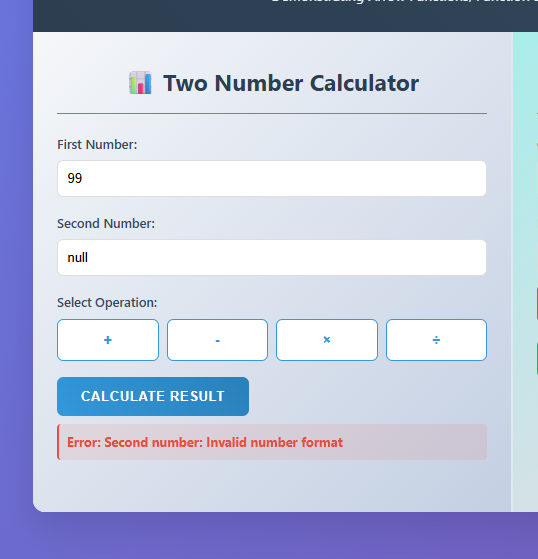 Two Number Calculator
First Number:
99
Second Number:
null
Select Operation:
+ - × ÷
CALCULATE RESULT
Error: Second number: Invalid number format